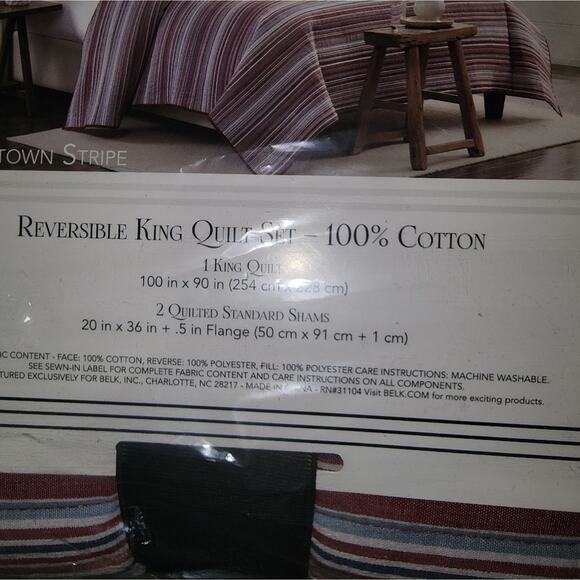 TOWN STRIPE
REVERSIBLE KING QUILT SET – 100% COTTON
1 KING QUILT
100 in x 90 in (254 cm x 228 cm)
2 QUILTED STANDARD SHAMS
20 in x 36 in + .5 in Flange (50 cm x 91 cm + 1 cm)
IC CONTENT - FACE: 100% COTTON, REVERSE: 100% POLYESTER, FILL: 100% POLYESTER CARE INSTRUCTIONS: MACHINE WASHABLE.
SEE SEWN-IN LABEL FOR COMPLETE FABRIC CONTENT AND CARE INSTRUCTIONS ON ALL COMPONENTS.
TURED EXCLUSIVELY FOR BELK, INC., CHARLOTTE, NC 28217 - MADE IN CHINA - RN#31104 Visit BELK.COM for more exciting products.